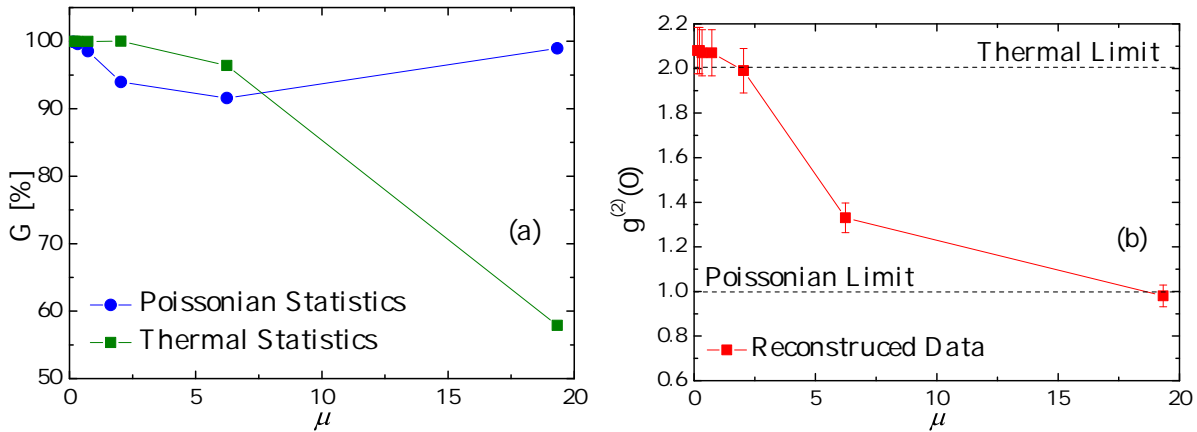 100
90
80
70
60
50
G [%]
(a)
Poissonian Statistics
Thermal Statistics
0 5 10 15 20
μ
2.2
2.0
1.8
1.6
1.4
1.2
1.0
0.8
0.6
g(2)(0)
Thermal Limit
(b)
Poissonian Limit
Reconstruced Data
0 5 10 15 20
μ